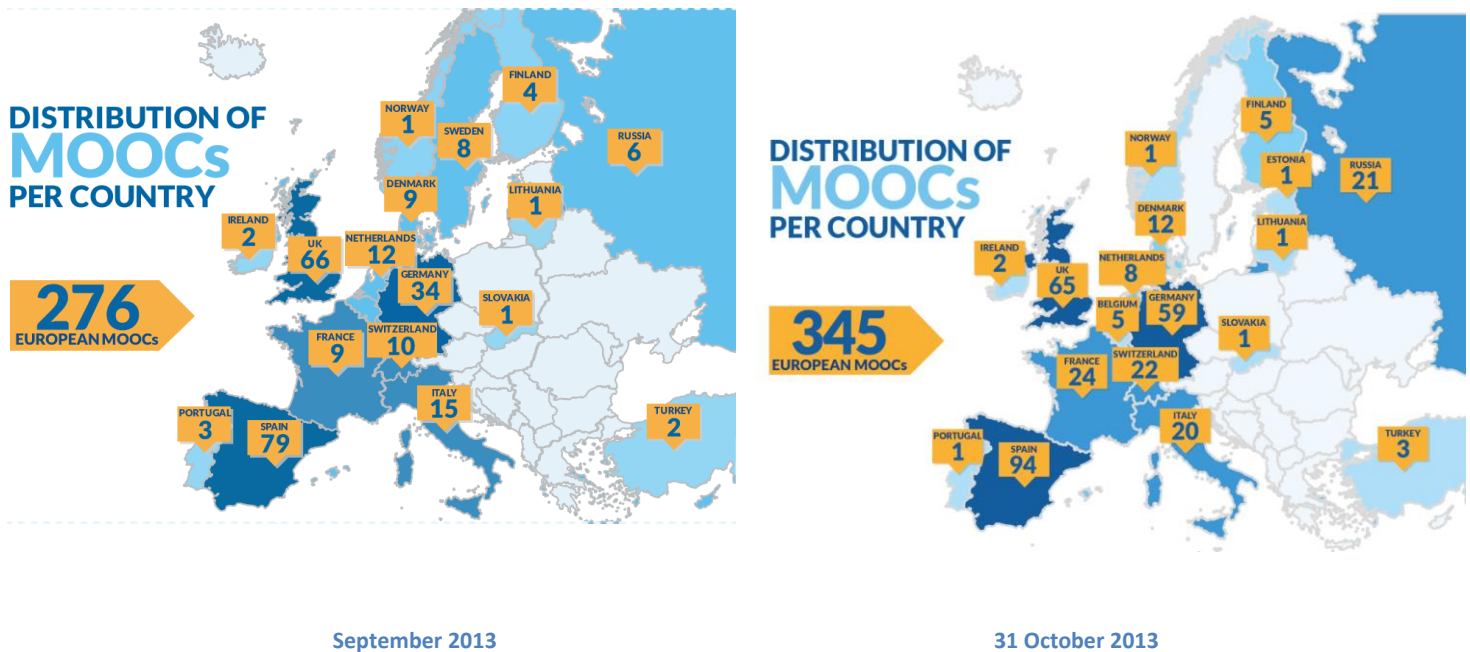 DISTRIBUTION OF
MOOCs
PER COUNTRY
276
EUROPEAN MOOCs
FINLAND
4
NORWAY
1
SWEDEN
8
RUSSIA
6
DENMARK
9
LITHUANIA
1
IRELAND
2
UK
66
NETHERLANDS
12
GERMANY
34
SLOVAKIA
1
FRANCE
9
SWITZERLAND
10
ITALY
15
PORTUGAL
3
SPAIN
79
TURKEY
2
September 2013
DISTRIBUTION OF
MOOCs
PER COUNTRY
345
EUROPEAN MOOCs
FINLAND
5
NORWAY
1
ESTONIA
1
RUSSIA
21
DENMARK
12
LITHUANIA
1
IRELAND
2
UK
65
NETHERLANDS
8
BELGIUM
5
GERMANY
59
SLOVAKIA
1
FRANCE
24
SWITZERLAND
22
ITALY
20
PORTUGAL
1
SPAIN
94
TURKEY
3
31 October 2013